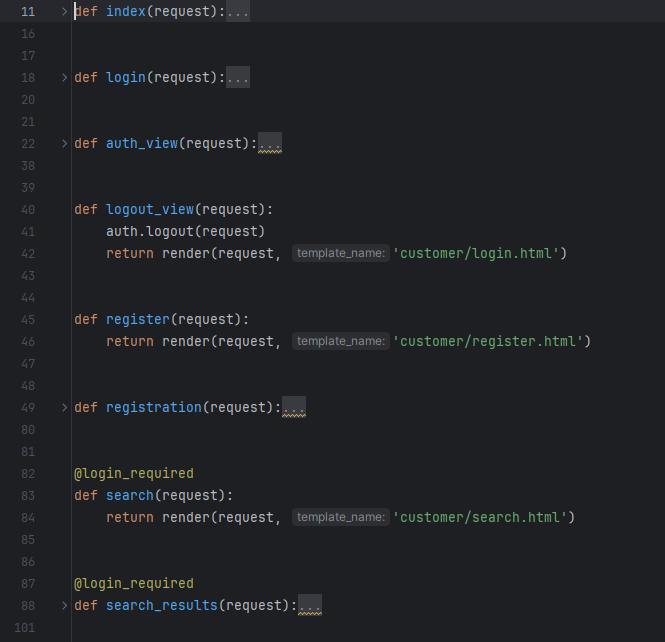 11 def index(request):...
16
17
18 def login(request):...
20
21
22 def auth_view(request):...
38
39
40 def logout_view(request):
41     auth.logout(request)
42     return render(request, template_name: 'customer/login.html')
43
44
45 def register(request):
46     return render(request, template_name: 'customer/register.html')
47
48
49 def registration(request):...
80
81
82 @login_required
83 def search(request):
84     return render(request, template_name: 'customer/search.html')
85
86
87 @login_required
88 def search_results(request):...
101